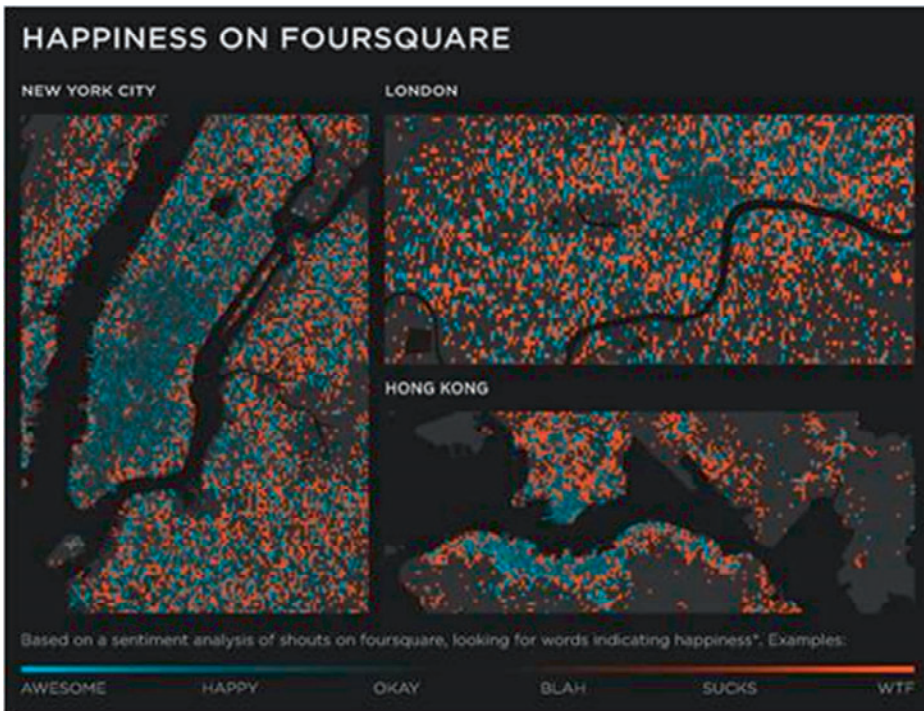 HAPPINESS ON FOURSQUARE
NEW YORK CITY
LONDON
HONG KONG
Based on a sentiment analysis of shouts on foursquare, looking for words indicating happiness*. Examples:
AWESOME HAPPY OKAY BLAH SUCKS WTF